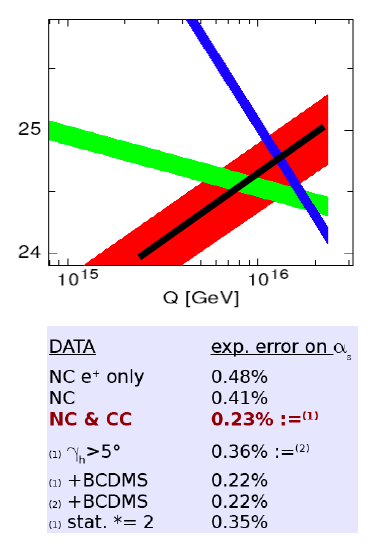 25
24
10¹⁵ 10¹⁶
Q [GeV]
DATA exp. error on αₛ
NC e⁺ only 0.48%
NC 0.41%
NC & CC 0.23% :=⁽¹⁾
(1) γₕ>5° 0.36% :=⁽²⁾
(1) +BCDMS 0.22%
(2) +BCDMS 0.22%
(1) stat. *= 2 0.35%